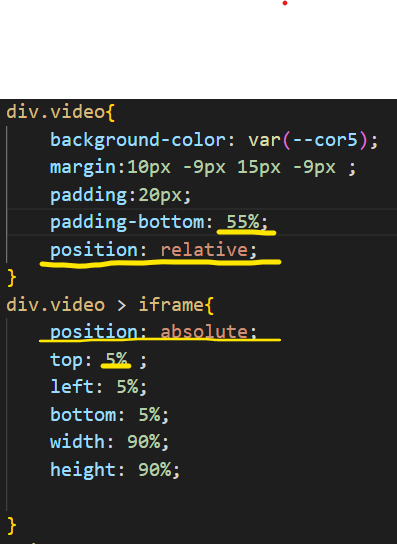 div.video{
background-color: var(--cor5);
margin:10px -9px 15px -9px ;
padding:20px;
padding-bottom: 55%;
position: relative;
}
div.video > iframe{
position: absolute;
top: 5% ;
left: 5%;
bottom: 5%;
width: 90%;
height: 90%;
}